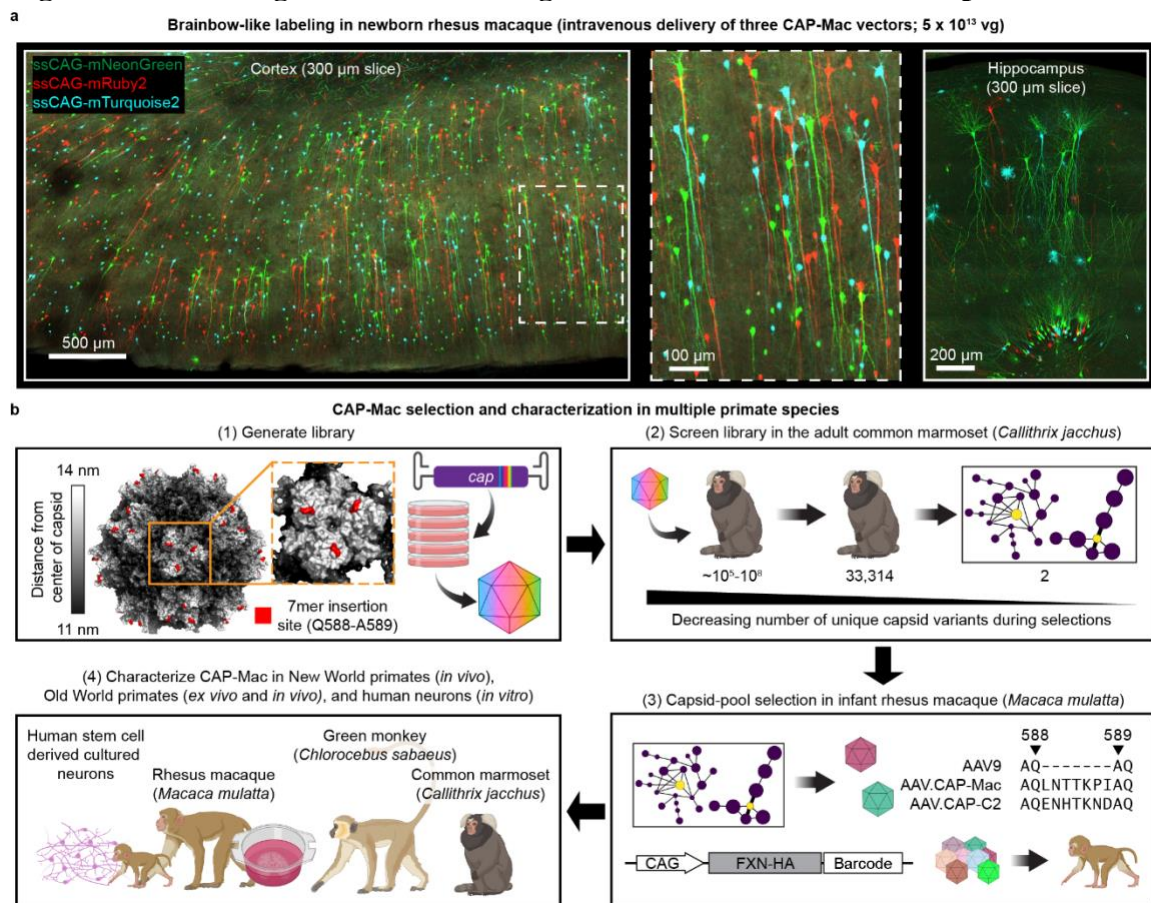 a
Brainbow-like labeling in newborn rhesus macaque (intravenous delivery of three CAP-Mac vectors; 5 x 10¹³ vg)
ssCAG-mNeonGreen
ssCAG-mRuby2
ssCAG-mTurquoise2
Cortex (300 µm slice)
500 µm
100 µm
Hippocampus
(300 µm slice)
200 µm
b
CAP-Mac selection and characterization in multiple primate species
(1) Generate library
14 nm
Distance from
center of capsid
11 nm
7mer insertion
site (Q588-A589)
cap
(2) Screen library in the adult common marmoset (Callithrix jacchus)
~10⁵-10⁸
33,314
2
Decreasing number of unique capsid variants during selections
(4) Characterize CAP-Mac in New World primates (in vivo),
Old World primates (ex vivo and in vivo), and human neurons (in vitro)
Human stem cell
derived cultured
neurons
Rhesus macaque
(Macaca mulatta)
Green monkey
(Chlorocebus sabaeus)
Common marmoset
(Callithrix jacchus)
(3) Capsid-pool selection in infant rhesus macaque (Macaca mulatta)
588 589
AAV9 AQ-------AQ
AAV.CAP-Mac AQLNTTKPIAQ
AAV.CAP-C2 AQENHTKNDAQ
CAG FXN-HA Barcode